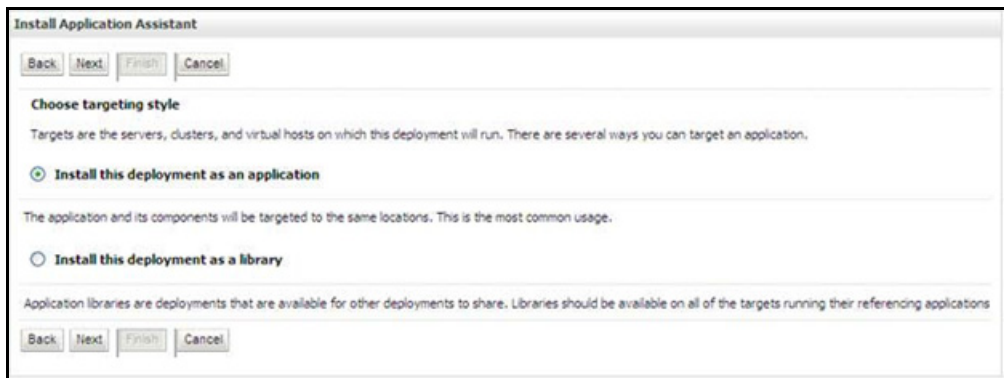 Install Application Assistant
Back Next Finish Cancel
Choose targeting style
Targets are the servers, clusters, and virtual hosts on which this deployment will run. There are several ways you can target an application.
Install this deployment as an application
The application and its components will be targeted to the same locations. This is the most common usage.
Install this deployment as a library
Application libraries are deployments that are available for other deployments to share. Libraries should be available on all of the targets running their referencing applications
Back Next Finish Cancel